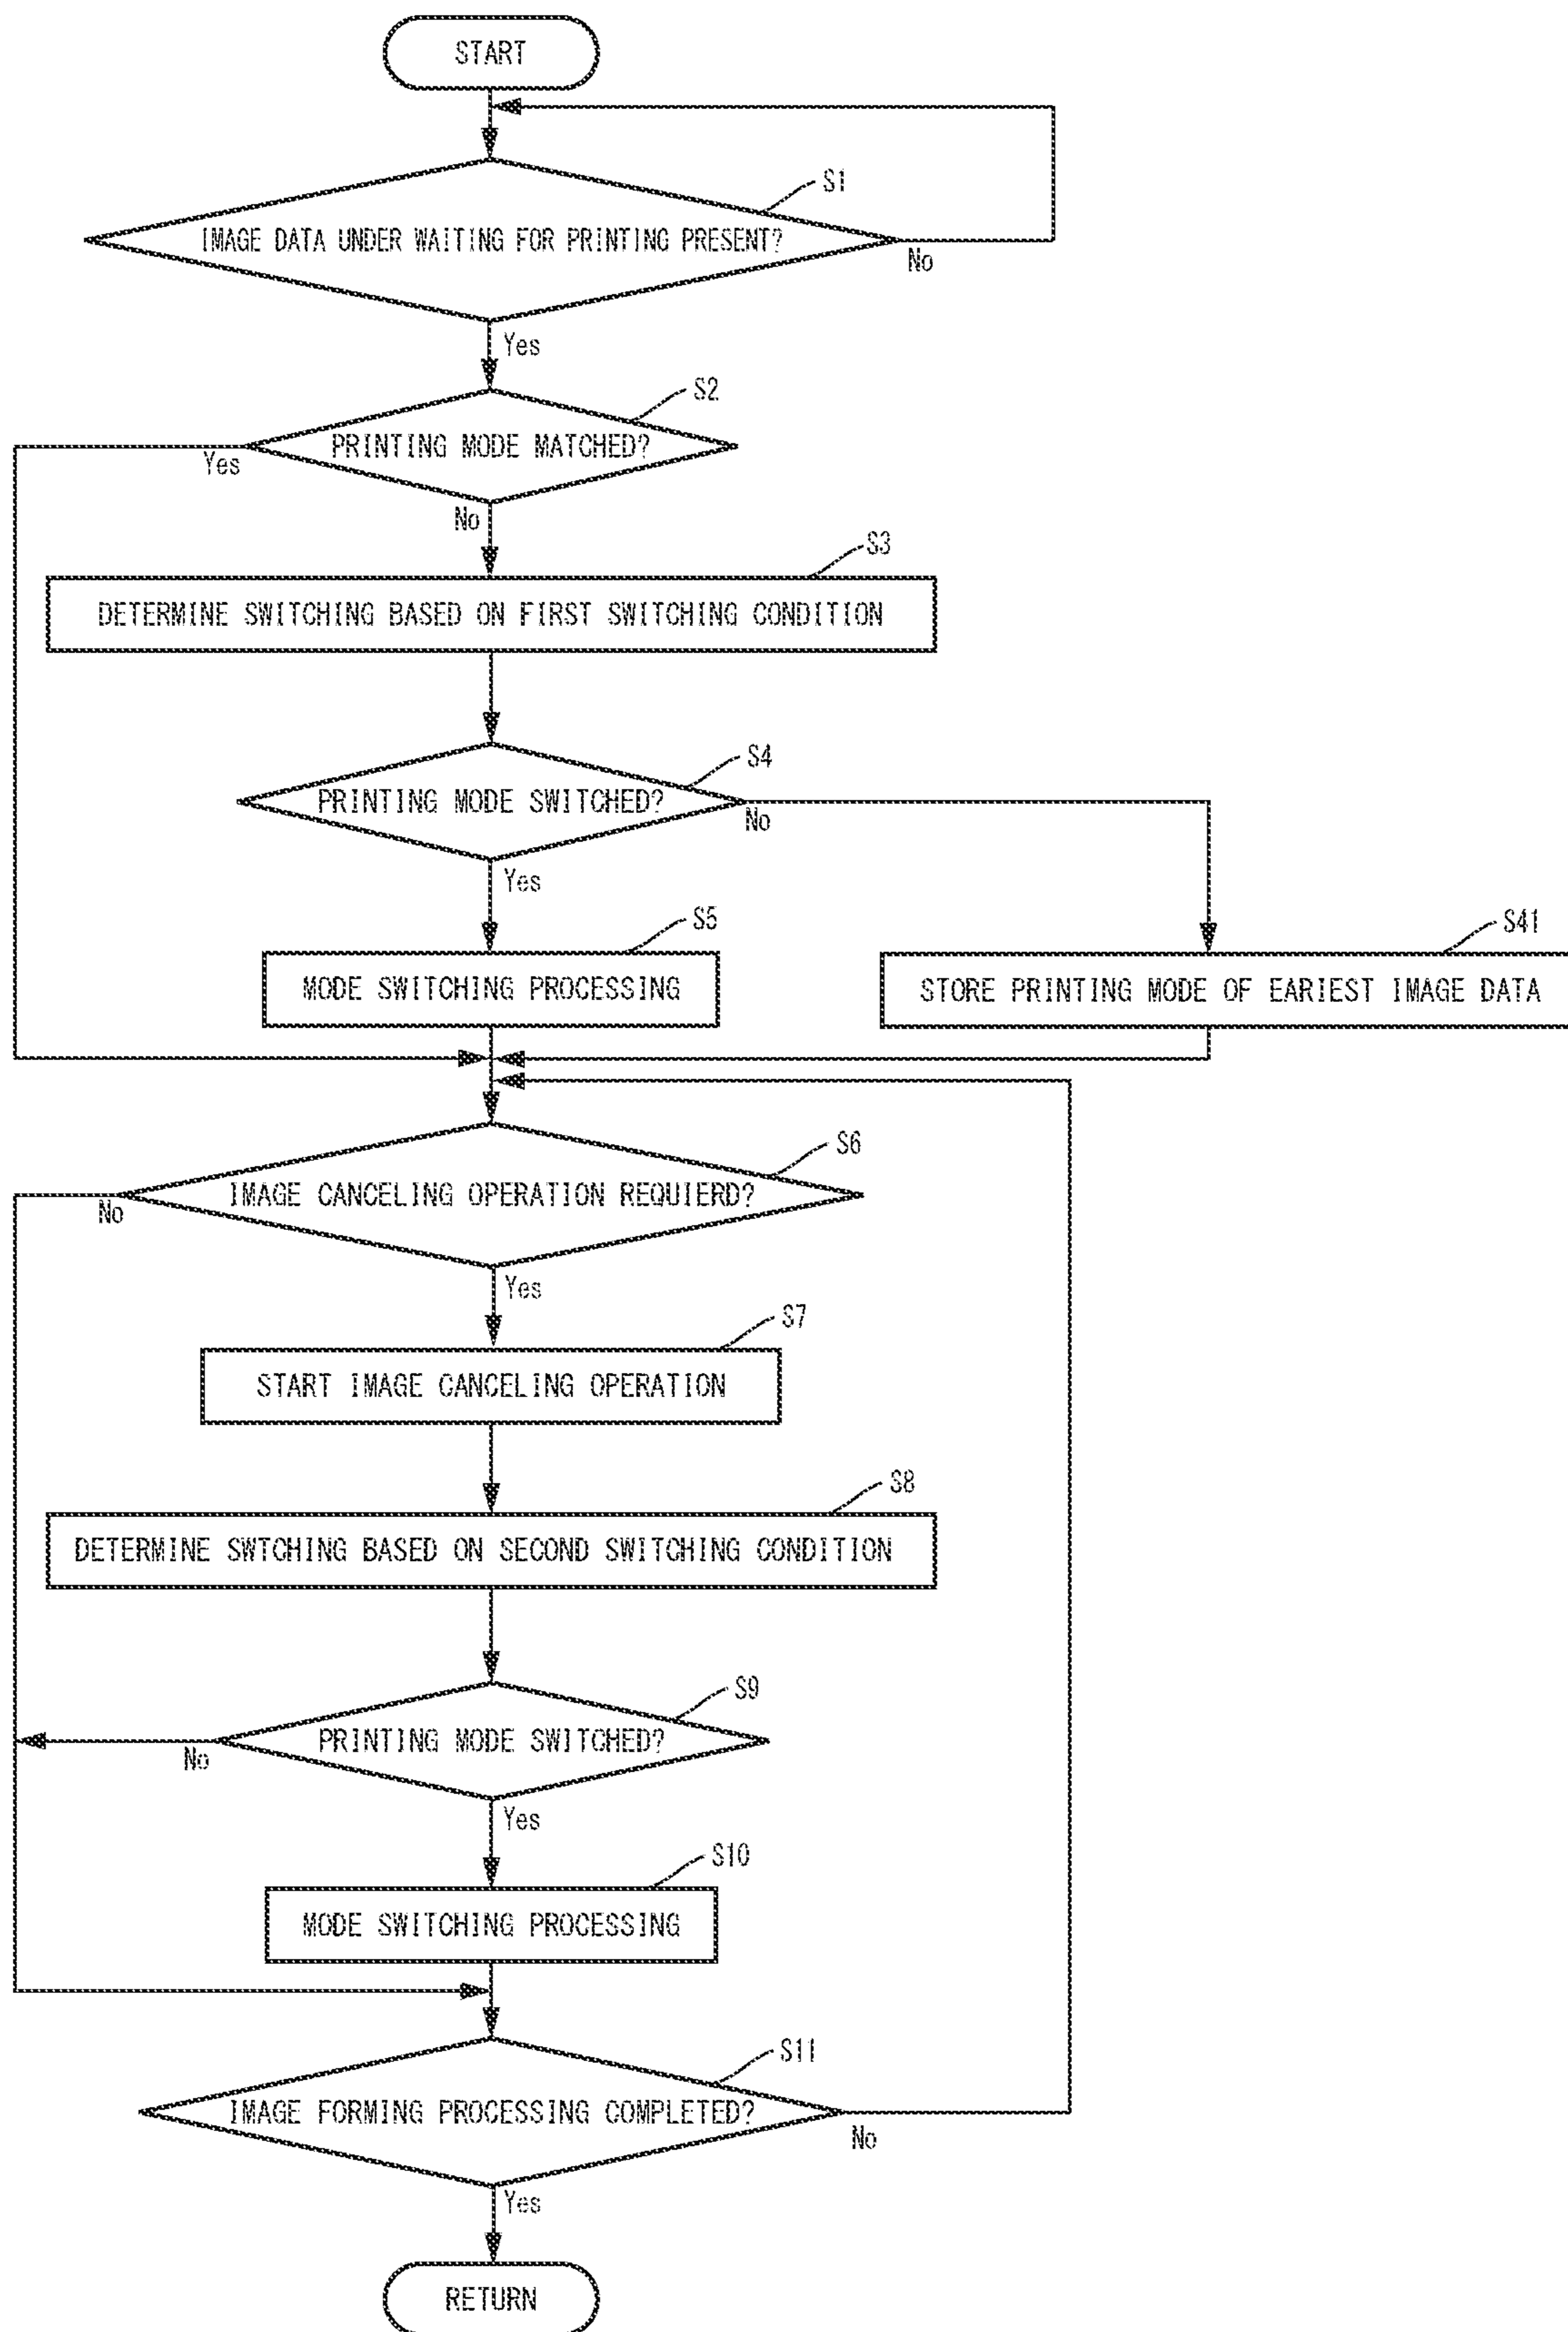 START
S1
IMAGE DATA UNDER WAITING FOR PRINTING PRESENT?
No
Yes
S2
PRINTING MODE MATCHED?
Yes
No
S3
DETERMINE SWITCHING BASED ON FIRST SWITCHING CONDITION
S4
PRINTING MODE SWITCHED?
No
Yes
S5
MODE SWITCHING PROCESSING
S41
STORE PRINTING MODE OF EARIEST IMAGE DATA
S6
IMAGE CANCELING OPERATION REQUIERD?
No
Yes
S7
START IMAGE CANCELING OPERATION
S8
DETERMINE SWTCHING BASED ON SECOND SWITCHING CONDITION
S9
PRINTING MODE SWITCHED?
No
Yes
S10
MODE SWITCHING PROCESSING
S11
IMAGE FORMING PROCESSING COMPLETED?
No
Yes
RETURN